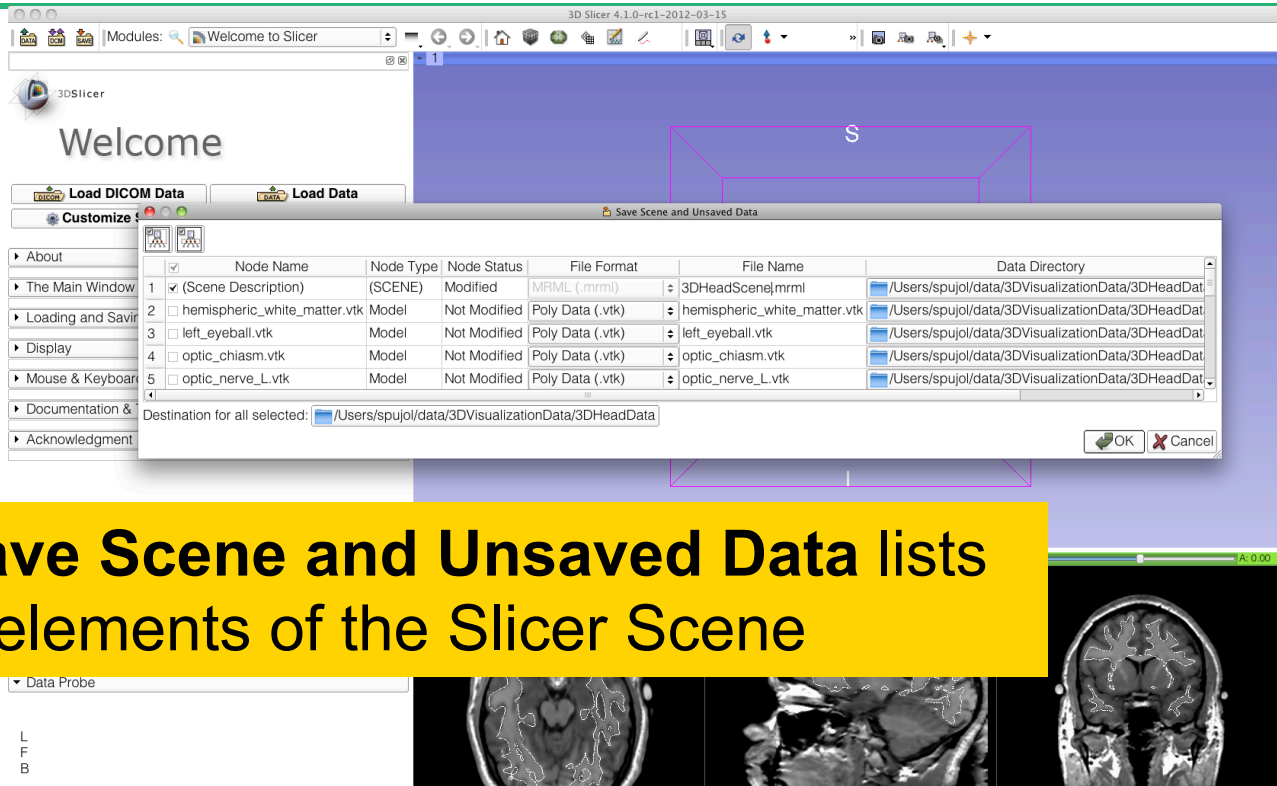 3D Slicer 4.1.0-rc1-2012-03-15
DATA DCM SAVE Modules: Welcome to Slicer »
1
3DSlicer
Welcome
S
DICOM Load DICOM Data DATA Load Data
Customize S
Save Scene and Unsaved Data
About
The Main Window
Loading and Savin
Display
Mouse & Keyboard
Documentation & T
Acknowledgment
Node Name Node Type Node Status File Format File Name Data Directory
1 (Scene Description) (SCENE) Modified MRML (.mrml) 3DHeadScene.mrml /Users/spujol/data/3DVisualizationData/3DHeadDat
2 hemispheric_white_matter.vtk Model Not Modified Poly Data (.vtk) hemispheric_white_matter.vtk /Users/spujol/data/3DVisualizationData/3DHeadDat
3 left_eyeball.vtk Model Not Modified Poly Data (.vtk) left_eyeball.vtk /Users/spujol/data/3DVisualizationData/3DHeadDat
4 optic_chiasm.vtk Model Not Modified Poly Data (.vtk) optic_chiasm.vtk /Users/spujol/data/3DVisualizationData/3DHeadDat
5 optic_nerve_L.vtk Model Not Modified Poly Data (.vtk) optic_nerve_L.vtk /Users/spujol/data/3DVisualizationData/3DHeadDat
Destination for all selected: /Users/spujol/data/3DVisualizationData/3DHeadData
OK Cancel
ave Scene and Unsaved Data lists
elements of the Slicer Scene
A: 0.00
Data Probe
L
F
B